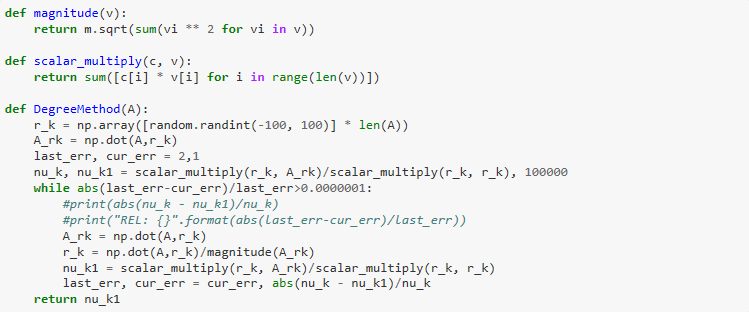 def magnitude(v):
    return m.sqrt(sum(vi ** 2 for vi in v))

def scalar_multiply(c, v):
    return sum([c[i] * v[i] for i in range(len(v))])

def DegreeMethod(A):
    r_k = np.array([random.randint(-100, 100)] * len(A))
    A_rk = np.dot(A,r_k)
    last_err, cur_err = 2,1
    nu_k, nu_k1 = scalar_multiply(r_k, A_rk)/scalar_multiply(r_k, r_k), 100000
    while abs(last_err-cur_err)/last_err>0.0000001:
        #print(abs(nu_k - nu_k1)/nu_k)
        #print("REL: {}".format(abs(last_err-cur_err)/last_err))
        A_rk = np.dot(A,r_k)
        r_k = np.dot(A,r_k)/magnitude(A_rk)
        nu_k1 = scalar_multiply(r_k, A_rk)/scalar_multiply(r_k, r_k)
        last_err, cur_err = cur_err, abs(nu_k - nu_k1)/nu_k
    return nu_k1